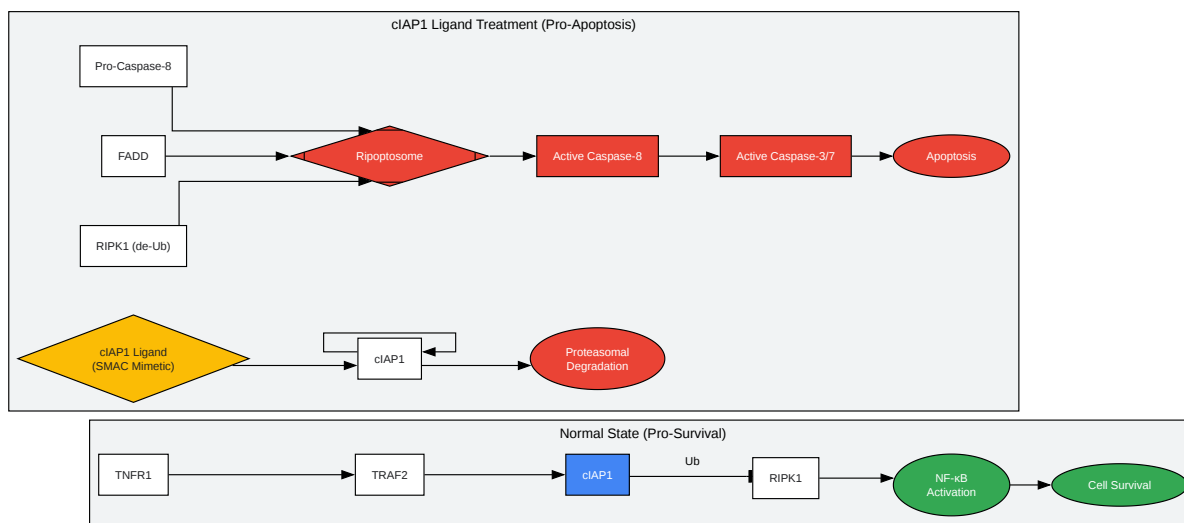 cIAP1 Ligand Treatment (Pro-Apoptosis)
Pro-Caspase-8
FADD
Ripoptosome
Active Caspase-8
Active Caspase-3/7
Apoptosis
RIPK1 (de-Ub)
cIAP1 Ligand
(SMAC Mimetic)
cIAP1
Proteasomal
Degradation
Normal State (Pro-Survival)
TNFR1
TRAF2
cIAP1
Ub
RIPK1
NF-κB
Activation
Cell Survival